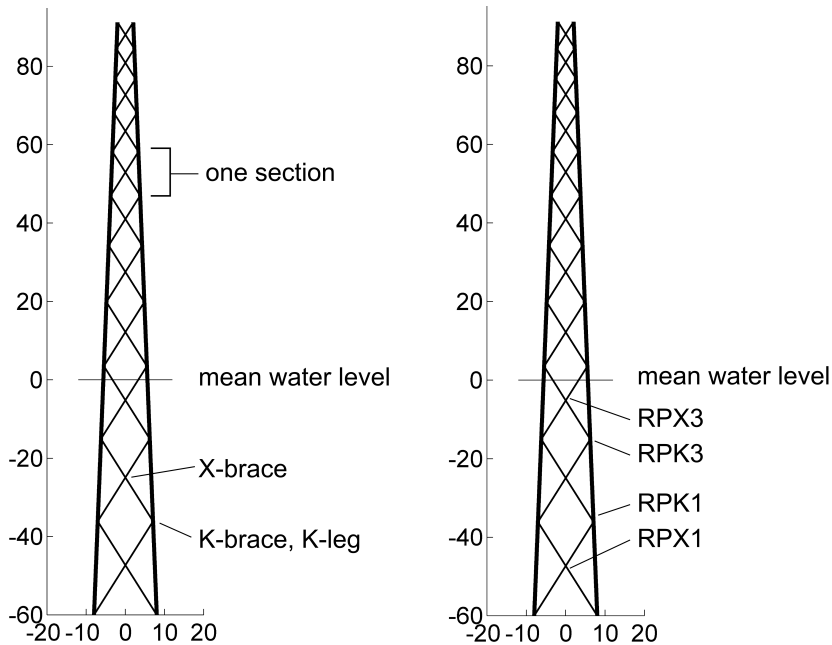 80
60
one section
40
20
0
mean water level
-20
X-brace
-40
K-brace, K-leg
-60
-20 -10 0 10 20
80
60
40
20
0
mean water level
RPX3
RPK3
-20
RPK1
-40
RPX1
-60
-20 -10 0 10 20